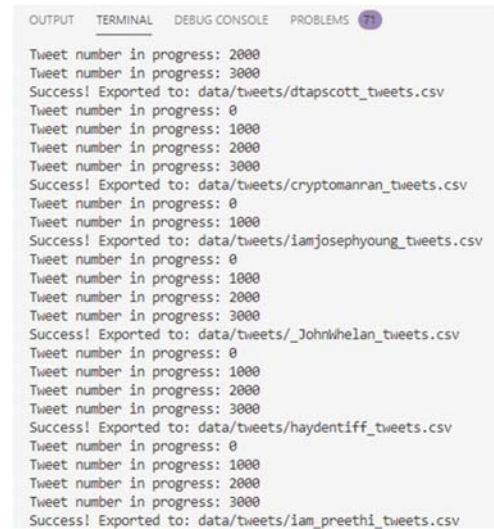 OUTPUT TERMINAL DEBUG CONSOLE PROBLEMS 71
Tweet number in progress: 2000
Tweet number in progress: 3000
Success! Exported to: data/tweets/dtapscott_tweets.csv
Tweet number in progress: 0
Tweet number in progress: 1000
Tweet number in progress: 2000
Tweet number in progress: 3000
Success! Exported to: data/tweets/cryptomanran_tweets.csv
Tweet number in progress: 0
Tweet number in progress: 1000
Success! Exported to: data/tweets/iamjosephyoung_tweets.csv
Tweet number in progress: 0
Tweet number in progress: 1000
Tweet number in progress: 2000
Tweet number in progress: 3000
Success! Exported to: data/tweets/_JohnWhelan_tweets.csv
Tweet number in progress: 0
Tweet number in progress: 1000
Tweet number in progress: 2000
Tweet number in progress: 3000
Success! Exported to: data/tweets/haydentiff_tweets.csv
Tweet number in progress: 0
Tweet number in progress: 1000
Tweet number in progress: 2000
Tweet number in progress: 3000
Success! Exported to: data/tweets/iam_preethi_tweets.csv